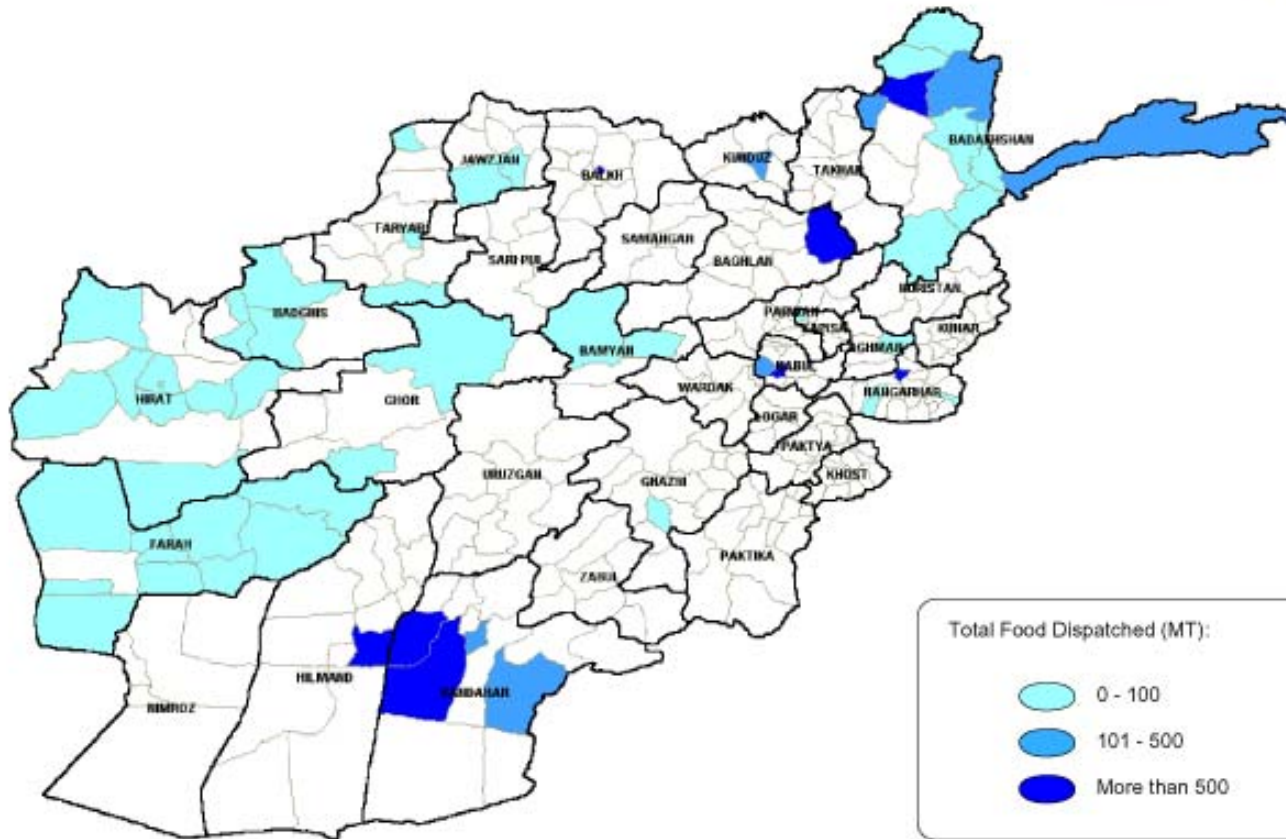 BADAKHSHAN
JAWZJAN
KUNDUZ
BALKH
TAKHAR
FARYAB
SAMANGAN
SARI PUL
BAGHLAN
NURISTAN
BADGHIS
PARWAN
KAPISA
KUNAR
LAGHMAN
BAMYAN
KABUL
WARDAK
NANGARHAR
HIRAT
GHOR
LOGAR
PAKTYA
URUZGAN
GHAZNI
KHOST
FARAH
PAKTIKA
ZABUL
HILMAND
KANDAHAR
NIMROZ
Total Food Dispatched (MT):
0 - 100
101 - 500
More than 500